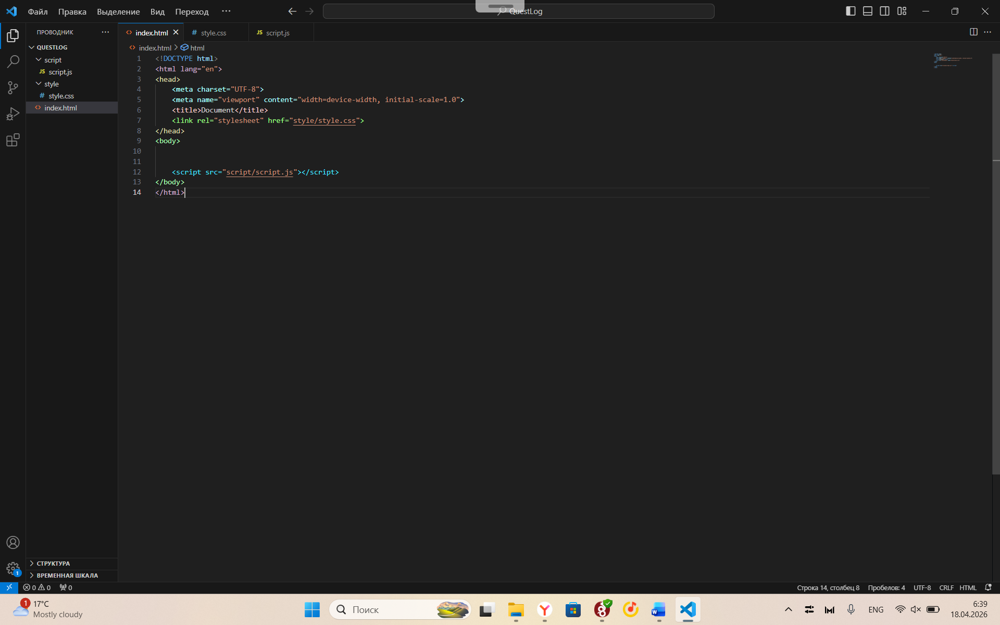 Файл Правка Выделение Вид Переход ··· QuestLog
ПРОВОДНИК ···
QUESTLOG
script
JS script.js
style
# style.css
<> index.html
<> index.html × # style.css JS script.js
<> index.html > html
1 <!DOCTYPE html>
2 <html lang="en">
3 <head>
4 <meta charset="UTF-8">
5 <meta name="viewport" content="width=device-width, initial-scale=1.0">
6 <title>Document</title>
7 <link rel="stylesheet" href="style/style.css">
8 </head>
9 <body>
10
11
12 <script src="script/script.js"></script>
13 </body>
14 </html>
СТРУКТУРА
ВРЕМЕННАЯ ШКАЛА
1
0 0 0 Строка 14, столбец 8 Пробелов: 4 UTF-8 CRLF HTML
1 17°C
Mostly cloudy
Поиск
ENG
6:39
18.04.2026